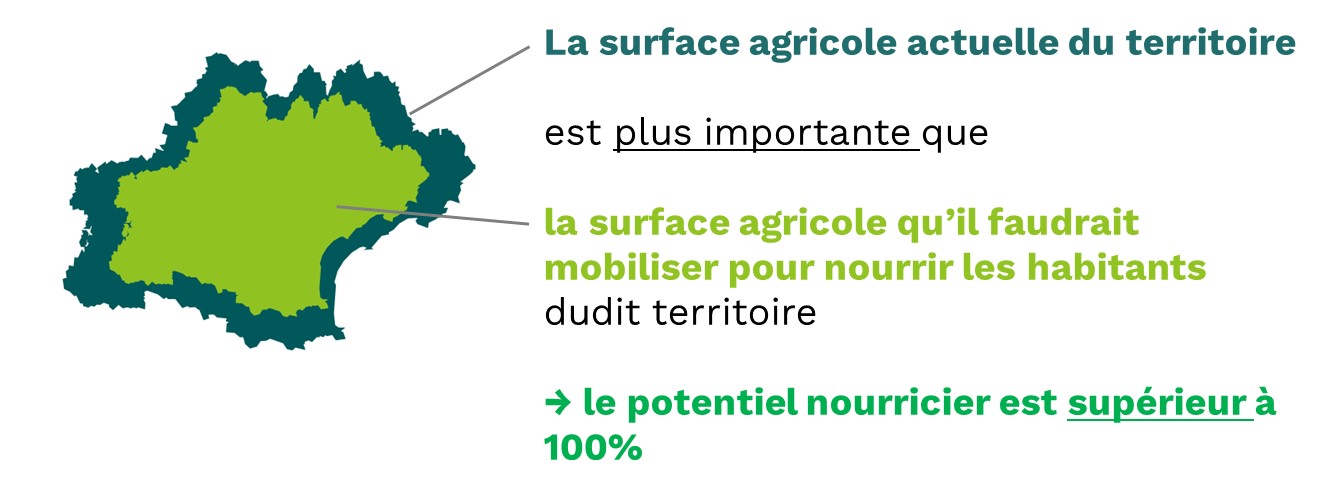 La surface agricole actuelle du territoire
est plus importante que
la surface agricole qu’il faudrait
mobiliser pour nourrir les habitants
dudit territoire
→ le potentiel nourricier est supérieur à
100%